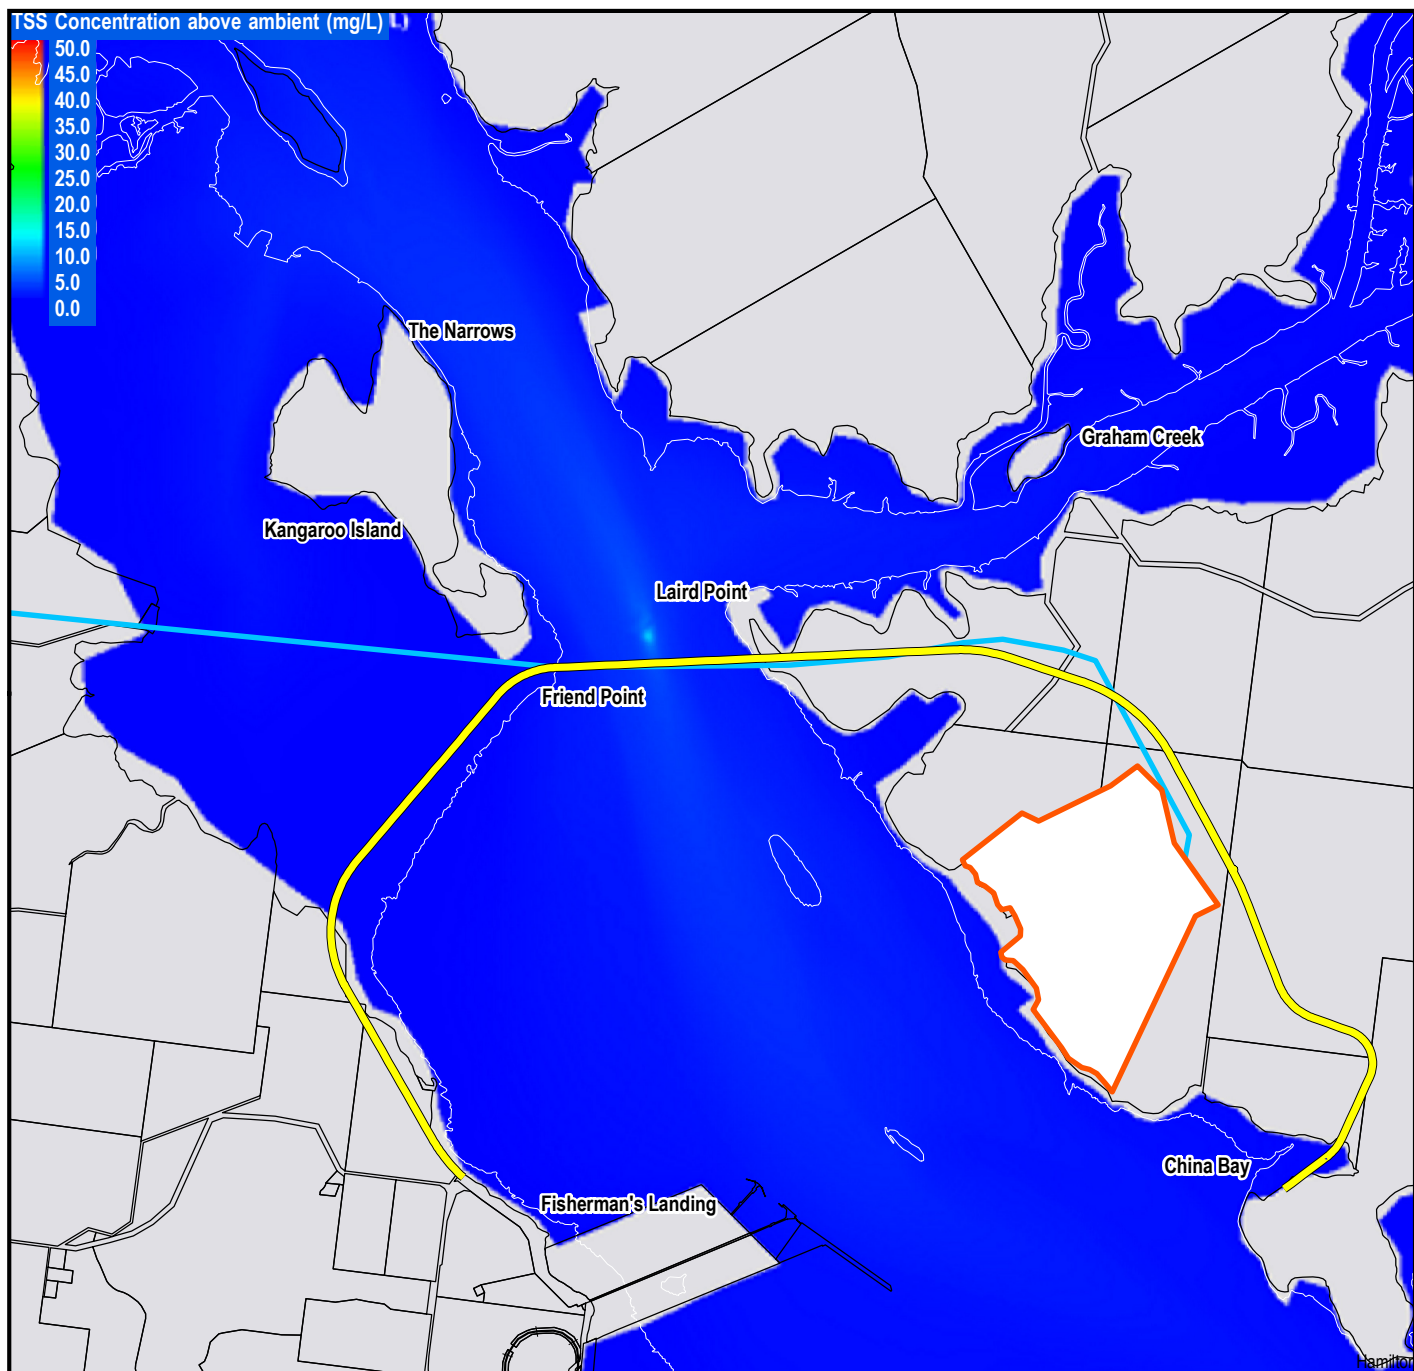 TSS Concentration above ambient (mg/L)
50.0
45.0
40.0
35.0
30.0
25.0
20.0
15.0
10.0
5.0
0.0
The Narrows
Graham Creek
Kangaroo Island
Laird Point
Friend Point
China Bay
Fisherman's Landing
Hamilton